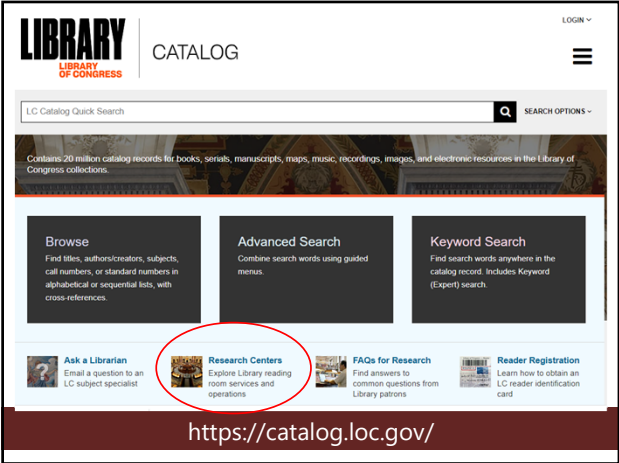 LOGIN
LIBRARY
LIBRARY
OF CONGRESS
CATALOG
LC Catalog Quick Search
SEARCH OPTIONS
Contains 20 million catalog records for books, serials, manuscripts, maps, music, recordings, images, and electronic resources in the Library of
Congress collections.
Browse
Find titles, authors/creators, subjects,
call numbers, or standard numbers in
alphabetical or sequential lists, with
cross-references.
Advanced Search
Combine search words using guided
menus.
Keyword Search
Find search words anywhere in the
catalog record. Includes Keyword
(Expert) search.
Ask a Librarian
Email a question to an
LC subject specialist
Research Centers
Explore Library reading
room services and
operations
FAQs for Research
Find answers to
common questions from
Library patrons
Reader Registration
Learn how to obtain an
LC reader identification
card
https://catalog.loc.gov/